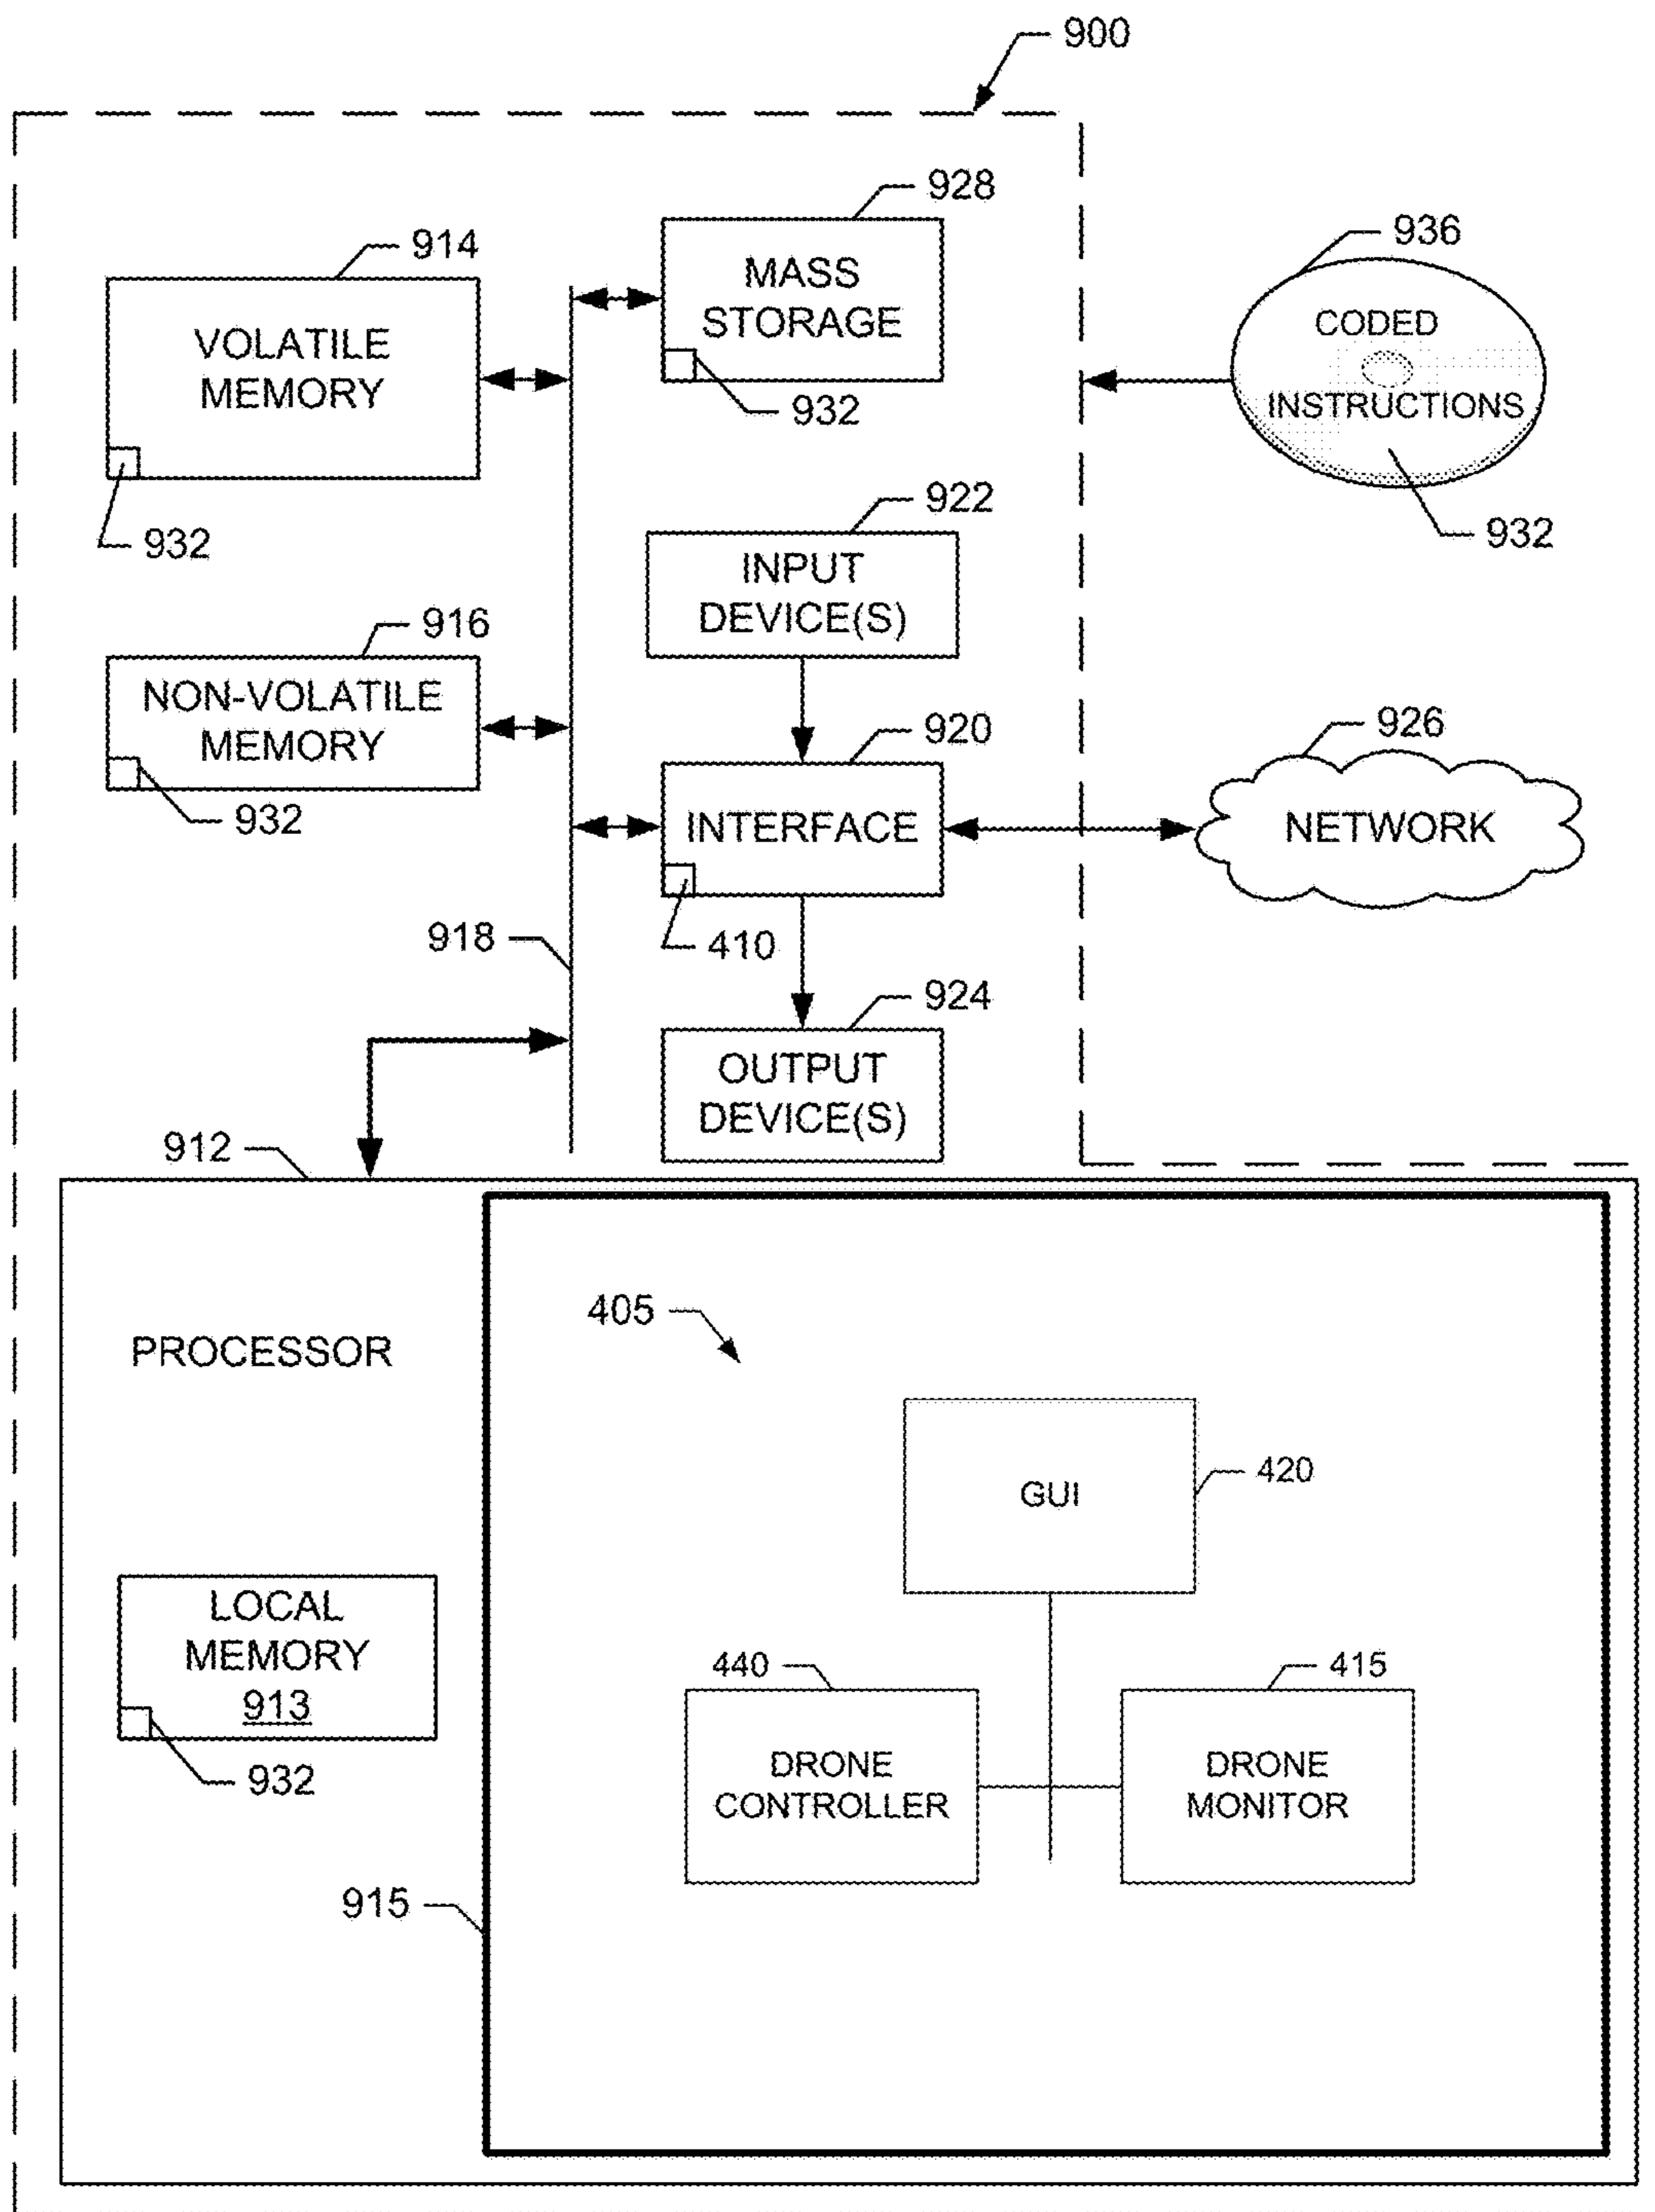 900
928
914
MASS
STORAGE
936
CODED
INSTRUCTIONS
VOLATILE
MEMORY
932
932
932
922
INPUT
DEVICE(S)
916
NON-VOLATILE
MEMORY
932
920
INTERFACE
926
NETWORK
918
410
924
OUTPUT
DEVICE(S)
912
PROCESSOR
405
GUI
420
LOCAL
MEMORY
913
932
440
415
DRONE
CONTROLLER
DRONE
MONITOR
915